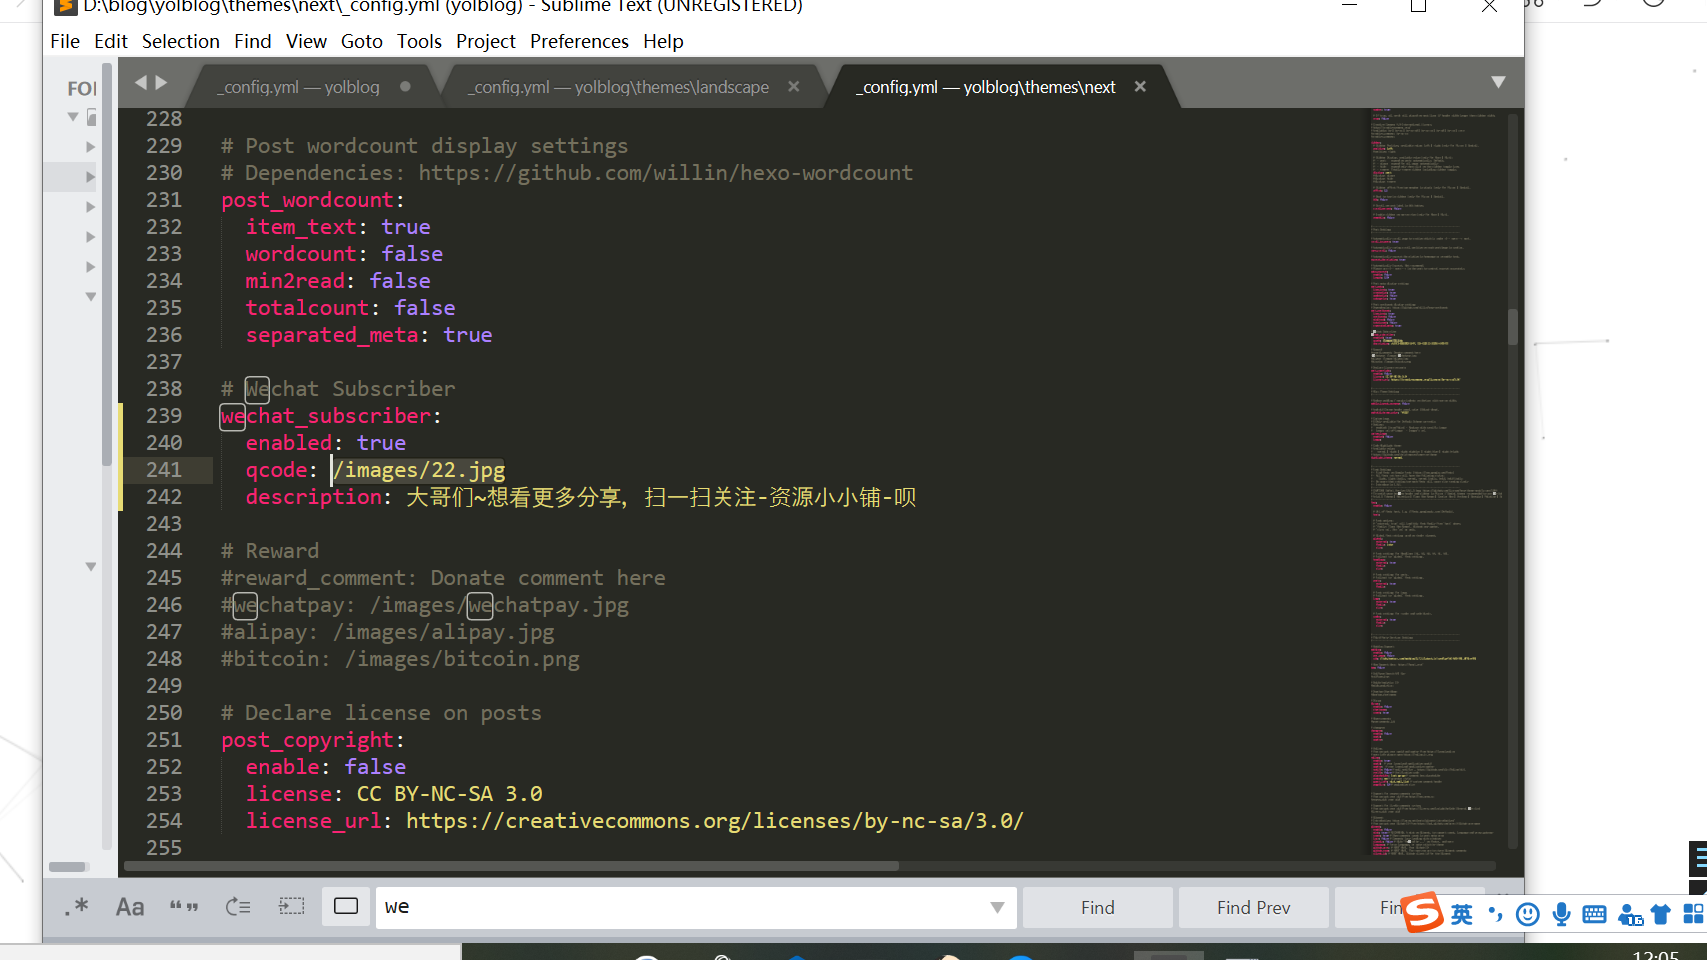 D:\blog\yolblog\themes\next\_config.yml (yolblog) - Sublime Text (UNREGISTERED)
File Edit Selection Find View Goto Tools Project Preferences Help
FOI
_config.yml — yolblog
_config.yml — yolblog\themes\landscape
_config.yml — yolblog\themes\next
228
229 # Post wordcount display settings
230 # Dependencies: https://github.com/willin/hexo-wordcount
231 post_wordcount:
232 item_text: true
233 wordcount: false
234 min2read: false
235 totalcount: false
236 separated_meta: true
237
238 # Wechat Subscriber
239 wechat_subscriber:
240 enabled: true
241 qcode: /images/22.jpg
242 description: 大哥们~想看更多分享，扫一扫关注-资源小小铺-呗
243
244 # Reward
245 #reward_comment: Donate comment here
246 #wechatpay: /images/wechatpay.jpg
247 #alipay: /images/alipay.jpg
248 #bitcoin: /images/bitcoin.png
249
250 # Declare license on posts
251 post_copyright:
252 enable: false
253 license: CC BY-NC-SA 3.0
254 license_url: https://creativecommons.org/licenses/by-nc-sa/3.0/
255
.* Aa “” we Find Find Prev Fin
S 英
12:05